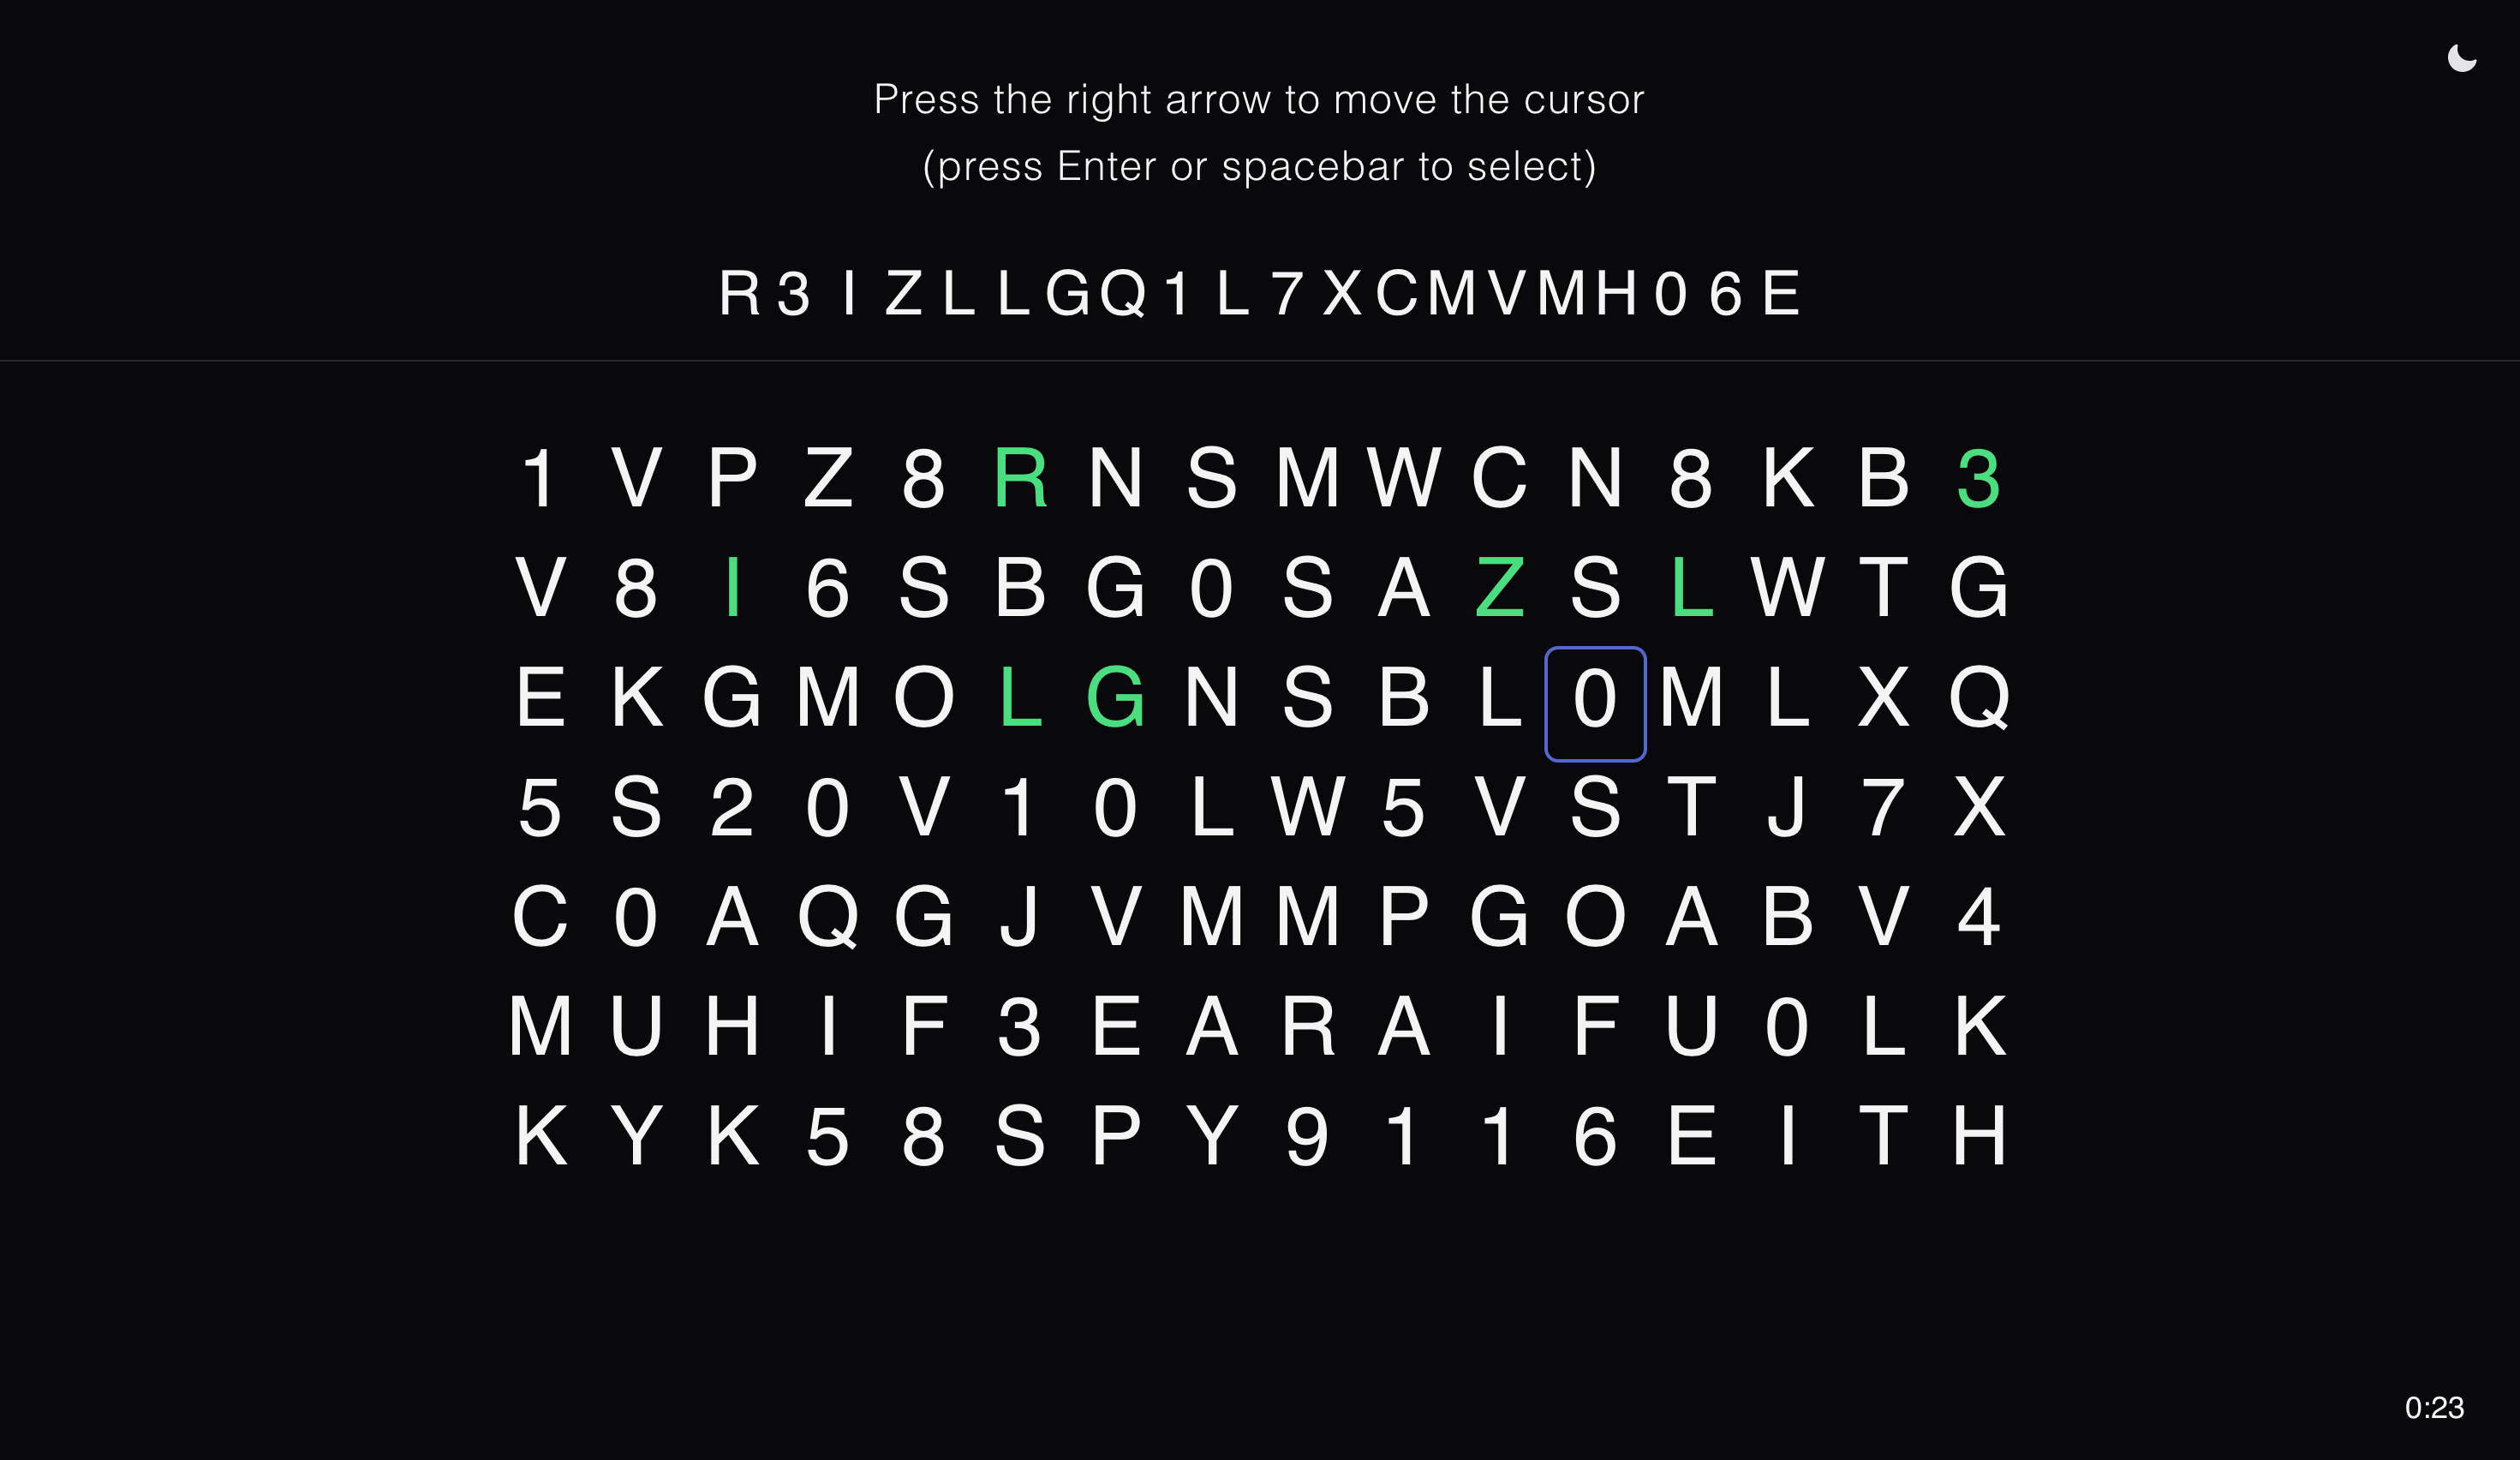 Press the right arrow to move the cursor
(press Enter or spacebar to select)
R 3 I Z L L G Q 1 L 7 X C M V M H 0 6 E
1 V P Z 8 R N S M W C N 8 K B 3
V 8 I 6 S B G 0 S A Z S L W T G
E K G M O L G N S B L 0 M L X Q
5 S 2 0 V 1 0 L W 5 V S T J 7 X
C 0 A Q G J V M M P G O A B V 4
M U H I F 3 E A R A I F U 0 L K
K Y K 5 8 S P Y 9 1 1 6 E I T H
0:23